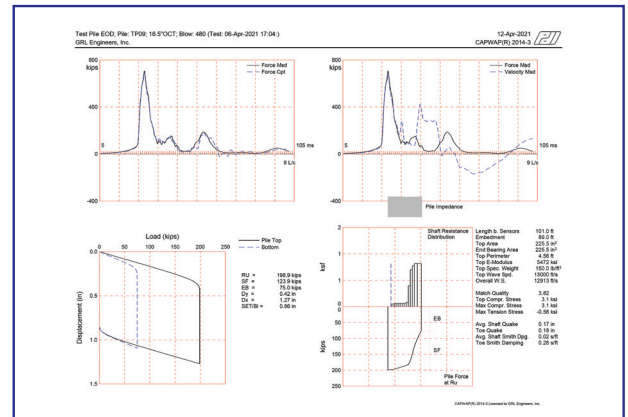 Test Pile EOD; Pile: TP09; 16.5"OCT; Blow: 480 (Test: 06-Apr-2021 17:04:)
GRL Engineers, Inc.
12-Apr-2021
CAPWAP(R) 2014-3
800
kips
400
0
-400
5
105 ms
9 L/c
Force Msd
Force Cpt
800
kips
400
0
-400
5
105 ms
9 L/c
Force Msd
Velocity Msd
Pile Impedance
Load (kips)
0 50 100 150 200 250
Pile Top
Bottom
Displacement (in)
0.0
0.5
1.0
1.5
RU = 198.9 kips
SF = 123.9 kips
EB = 75.0 kips
Dy = 0.42 in
Dx = 1.27 in
SET/Bl = 0.86 in
Shaft Resistance
Distribution
2
1
ksf
1
0
0
50
100
kips
150
200
250
EB
SF
Pile Force
at Ru
Length b. Sensors 101.0 ft
Embedment 89.0 ft
Top Area 225.5 in²
End Bearing Area 225.5 in²
Top Perimeter 4.56 ft
Top E-Modulus 5472 ksi
Top Spec. Weight 150.0 lb/ft³
Top Wave Spd. 13000 ft/s
Overall W.S. 12913 ft/s
Match Quality 3.82
Top Compr. Stress 3.1 ksi
Max Compr. Stress 3.1 ksi
Max Tension Stress -0.56 ksi
Avg. Shaft Quake 0.17 in
Toe Quake 0.16 in
Avg. Shaft Smith Dpg. 0.02 s/ft
Toe Smith Damping 0.28 s/ft
CAPWAP(R) 2014-3 Licensed to GRL Engineers, Inc.